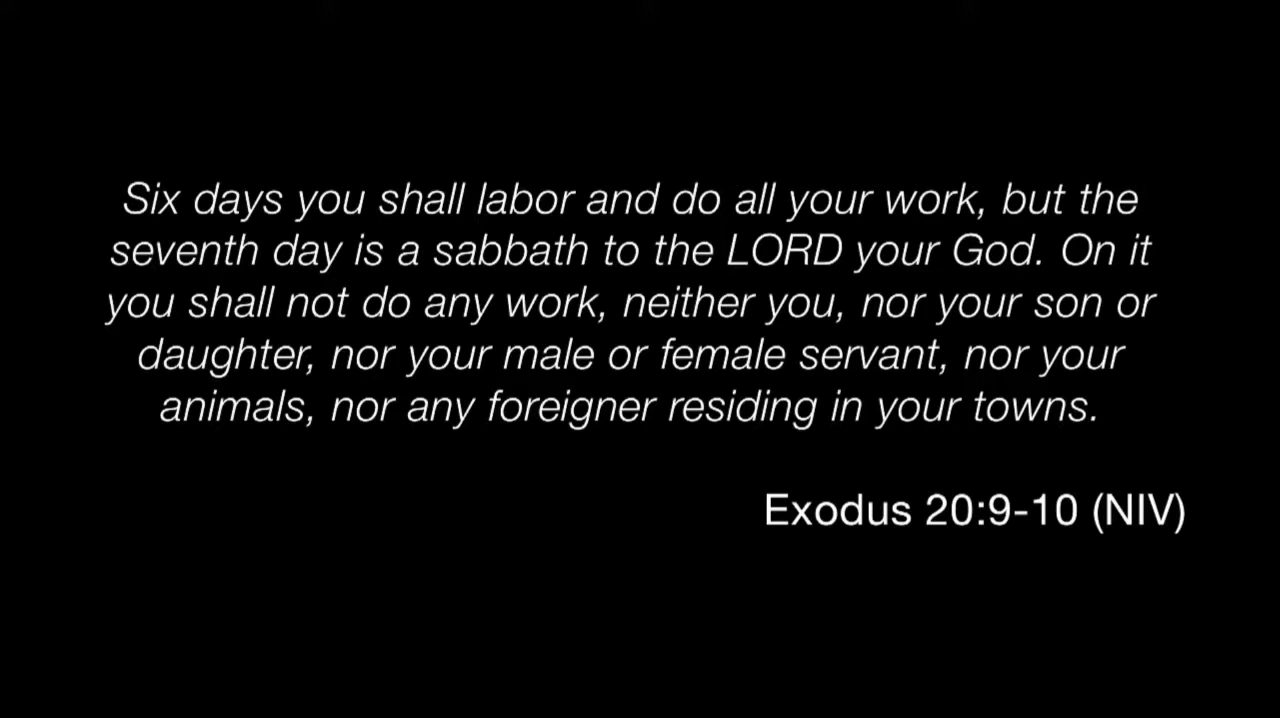 Six days you shall labor and do all your work, but the
seventh day is a sabbath to the LORD your God. On it
you shall not do any work, neither you, nor your son or
daughter, nor your male or female servant, nor your
animals, nor any foreigner residing in your towns.
Exodus 20:9-10 (NIV)